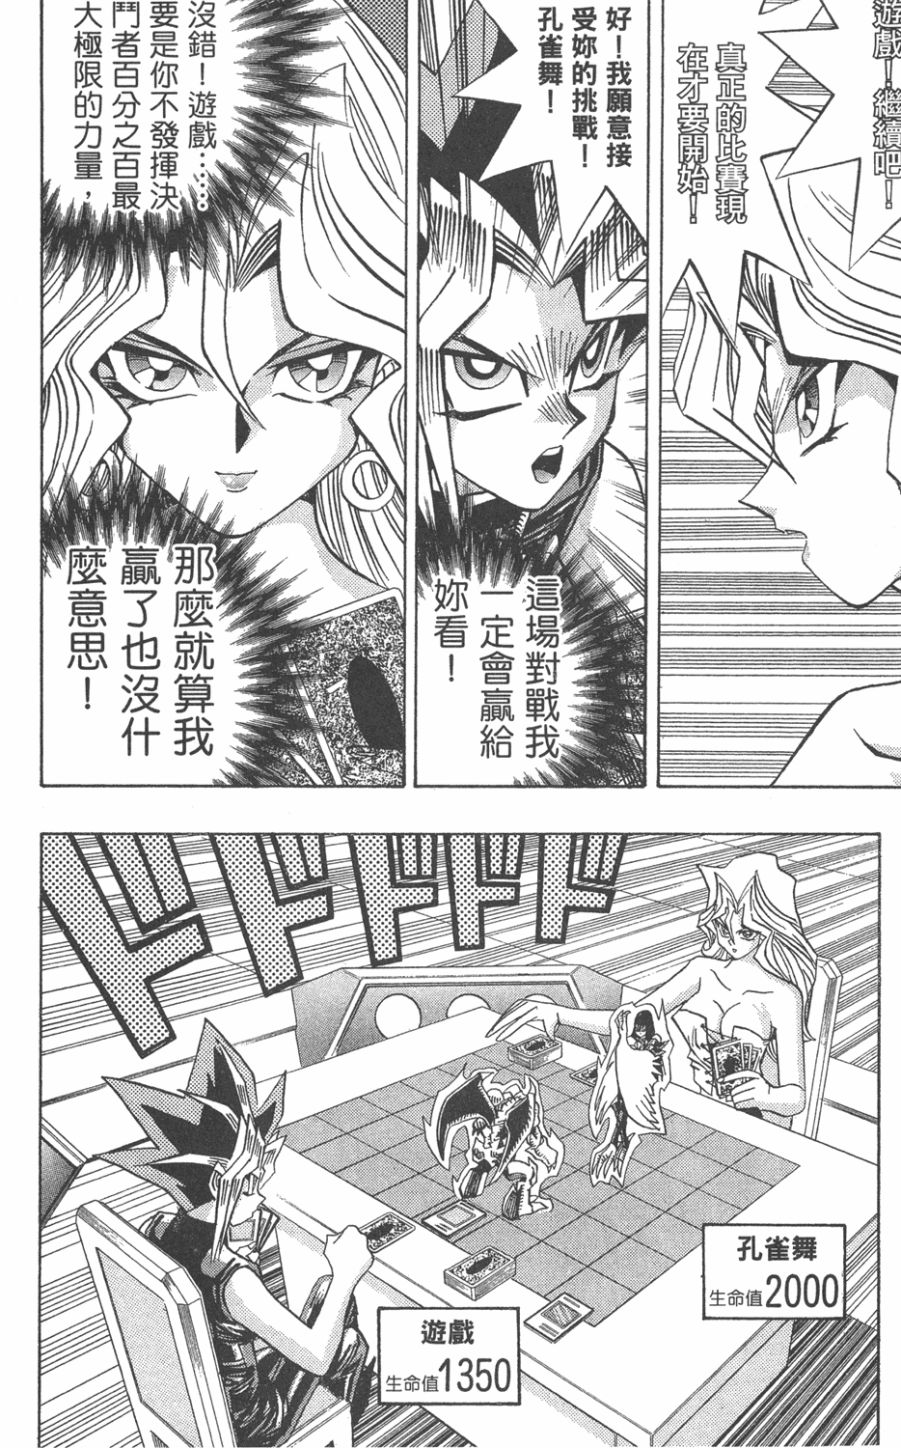 遊戲！繼續吧！
真正的比賽現
在才要開始！
好！我願意接
受妳的挑戰！
孔雀舞！
這場對戰我
一定會贏給
妳看！
沒錯！遊戲……
要是你不發揮決
鬥者百分之百最
大極限的力量，
那麼就算我
贏了也沒什
麼意思！
ドドドドド
孔雀舞
生命值2000
遊戲
生命值1350